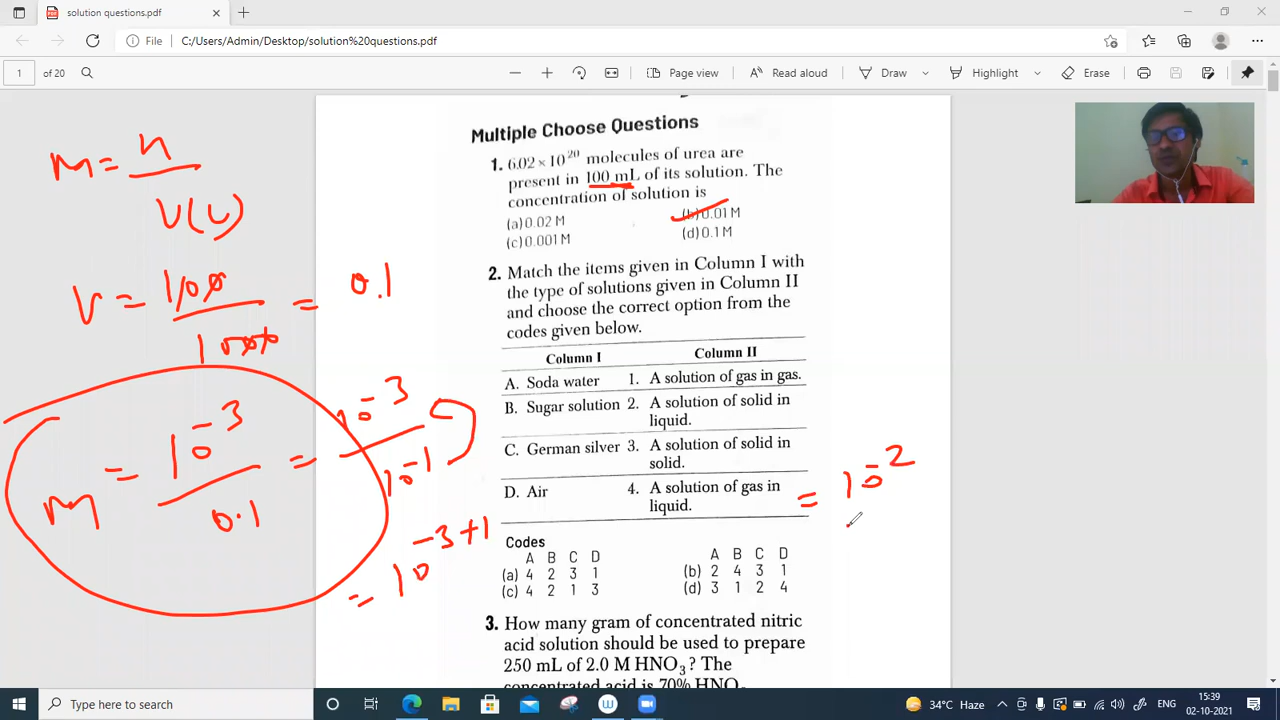 solution questions.pdf
File
C:/Users/Admin/Desktop/solution%20questions.pdf
1
of 20
Page view
Read aloud
Draw
Highlight
Erase
Multiple Choose Questions
1. 6.02 × 10²⁰ molecules of urea are
present in 100 mL of its solution. The
concentration of solution is
(a) 0.02 M
(b) 0.01 M
(c) 0.001 M
(d) 0.1 M
2. Match the items given in Column I with
the type of solutions given in Column II
and choose the correct option from the
codes given below.
Column I
Column II
A. Soda water
1. A solution of gas in gas.
B. Sugar solution
2. A solution of solid in
liquid.
C. German silver
3. A solution of solid in
solid.
D. Air
4. A solution of gas in
liquid.
Codes
A B C D
(a) 4 2 3 1
(c) 4 2 1 3
A B C D
(b) 2 4 3 1
(d) 3 1 2 4
3. How many gram of concentrated nitric
acid solution should be used to prepare
250 mL of 2.0 M HNO₃? The
concentrated acid is 70% HNO
M = n
V(L)
V = 100
1000
= 0.1
M = 10⁻³
0.1
= 10⁻³
10⁻¹
= 10⁻³⁺¹
= 10⁻²
Type here to search
W
34°C Haze
ENG
15:39
02-10-2021